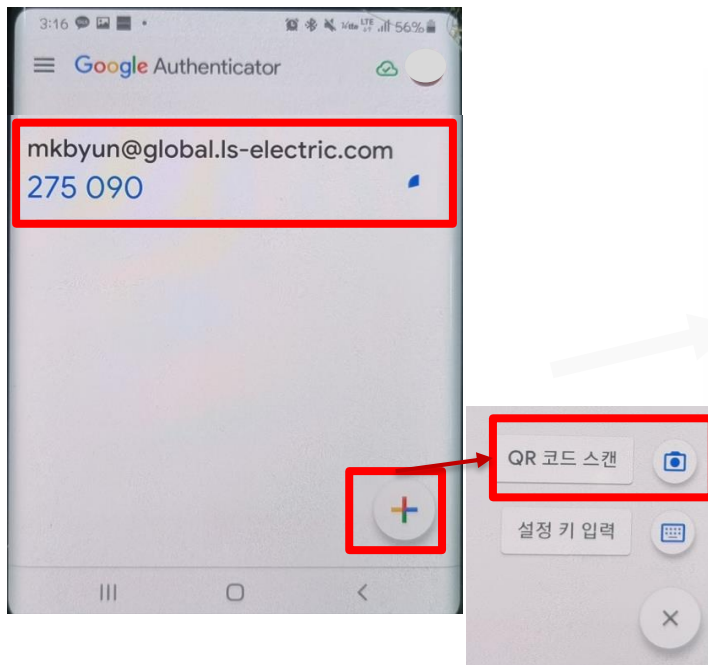 3:16 56%
Google Authenticator
mkbyun@global.ls-electric.com
275 090
QR 코드 스캔
설정 키 입력